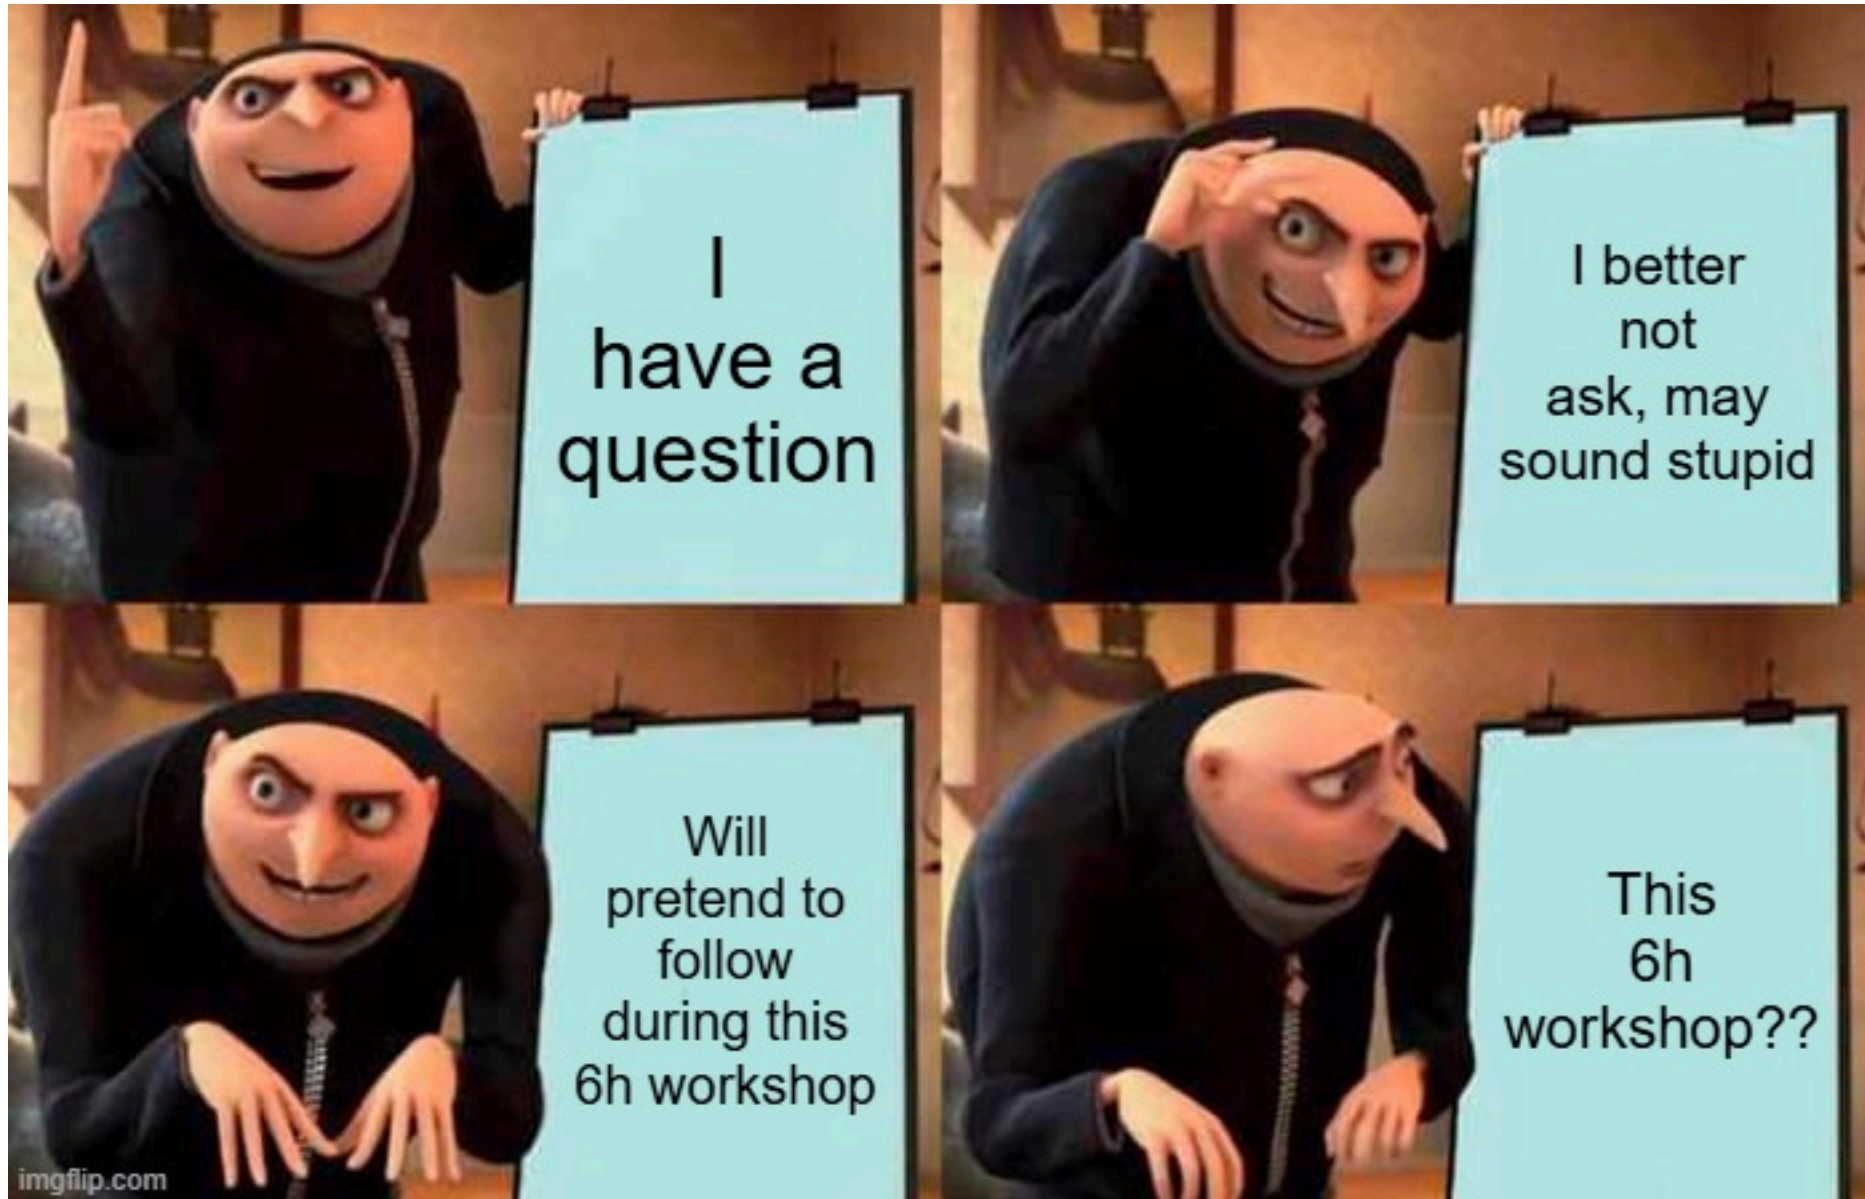 I
have a
question
I better
not
ask, may
sound stupid
Will
pretend to
follow
during this
6h workshop
This
6h
workshop??
imgflip.com